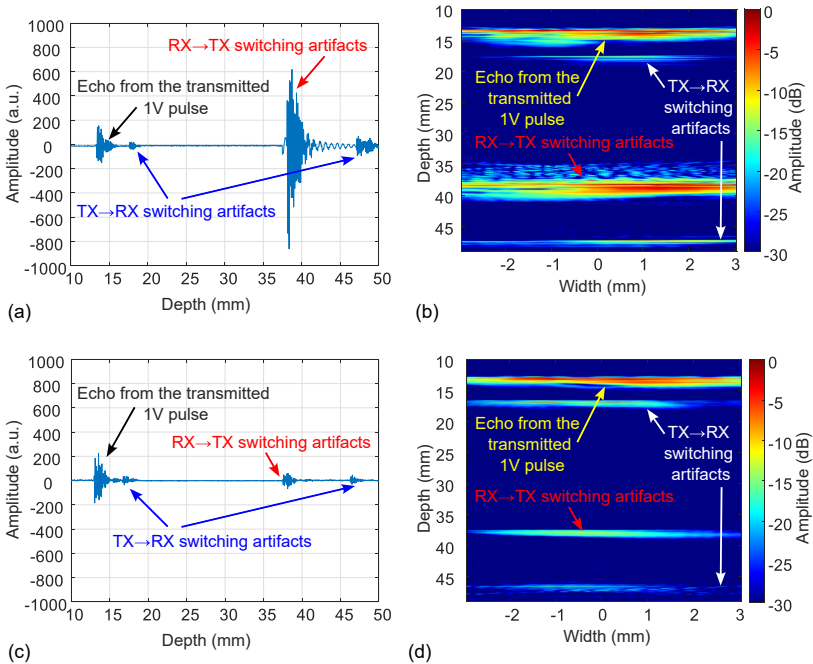 1000
800
600
400
200
0
-200
-400
-600
-800
-1000
Amplitude (a.u.)
RX→TX switching artifacts
Echo from the transmitted
1V pulse
TX→RX switching artifacts
10 15 20 25 30 35 40 45 50
Depth (mm)
(a)
10
15
20
25
30
35
40
45
Depth (mm)
Echo from the
transmitted
1V pulse
TX→RX
switching
artifacts
RX→TX switching artifacts
-2 -1 0 1 2 3
Width (mm)
0
-5
-10
-15
-20
-25
-30
Amplitude (dB)
(b)
1000
800
600
400
200
0
-200
-400
-600
-800
-1000
Amplitude (a.u.)
Echo from the transmitted
1V pulse
RX→TX switching artifacts
TX→RX switching artifacts
10 15 20 25 30 35 40 45 50
Depth (mm)
(c)
10
15
20
25
30
35
40
45
Depth (mm)
Echo from the
transmitted
1V pulse
TX→RX
switching
artifacts
RX→TX switching artifacts
-2 -1 0 1 2 3
Width (mm)
0
-5
-10
-15
-20
-25
-30
Amplitude (dB)
(d)